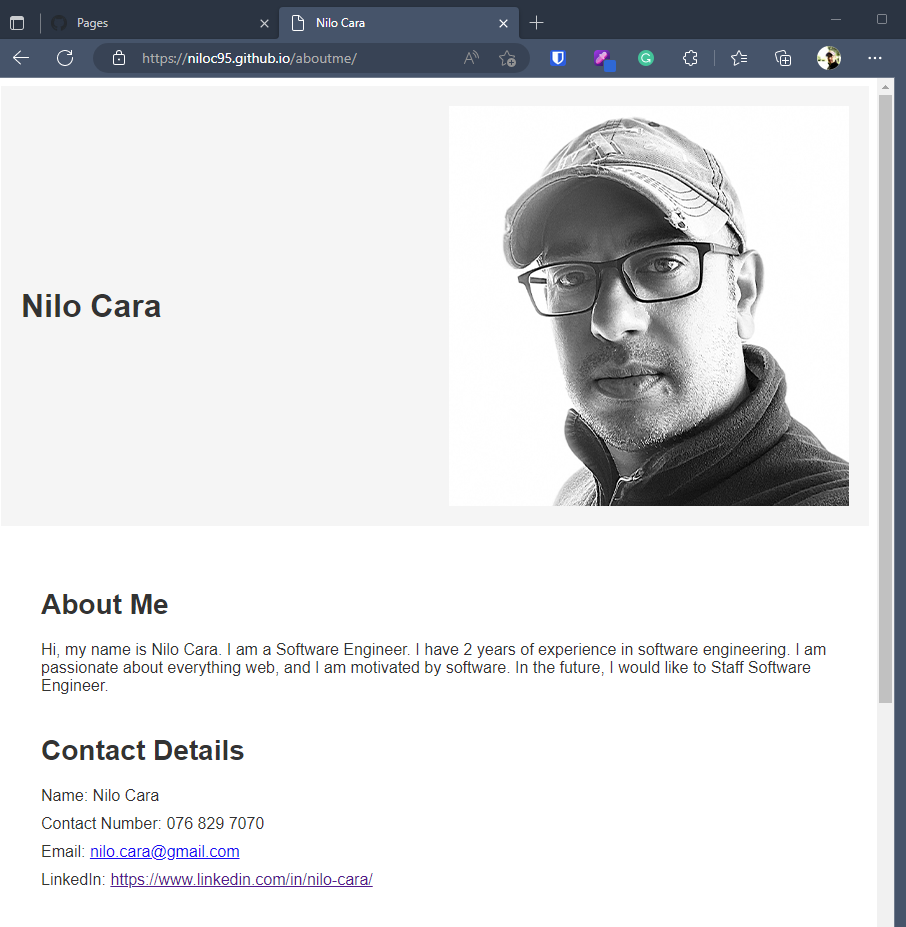 Pages
Nilo Cara
https://niloc95.github.io/aboutme/
Nilo Cara
About Me
Hi, my name is Nilo Cara. I am a Software Engineer. I have 2 years of experience in software engineering. I am
passionate about everything web, and I am motivated by software. In the future, I would like to Staff Software
Engineer.
Contact Details
Name: Nilo Cara
Contact Number: 076 829 7070
Email: nilo.cara@gmail.com
LinkedIn: https://www.linkedin.com/in/nilo-cara/